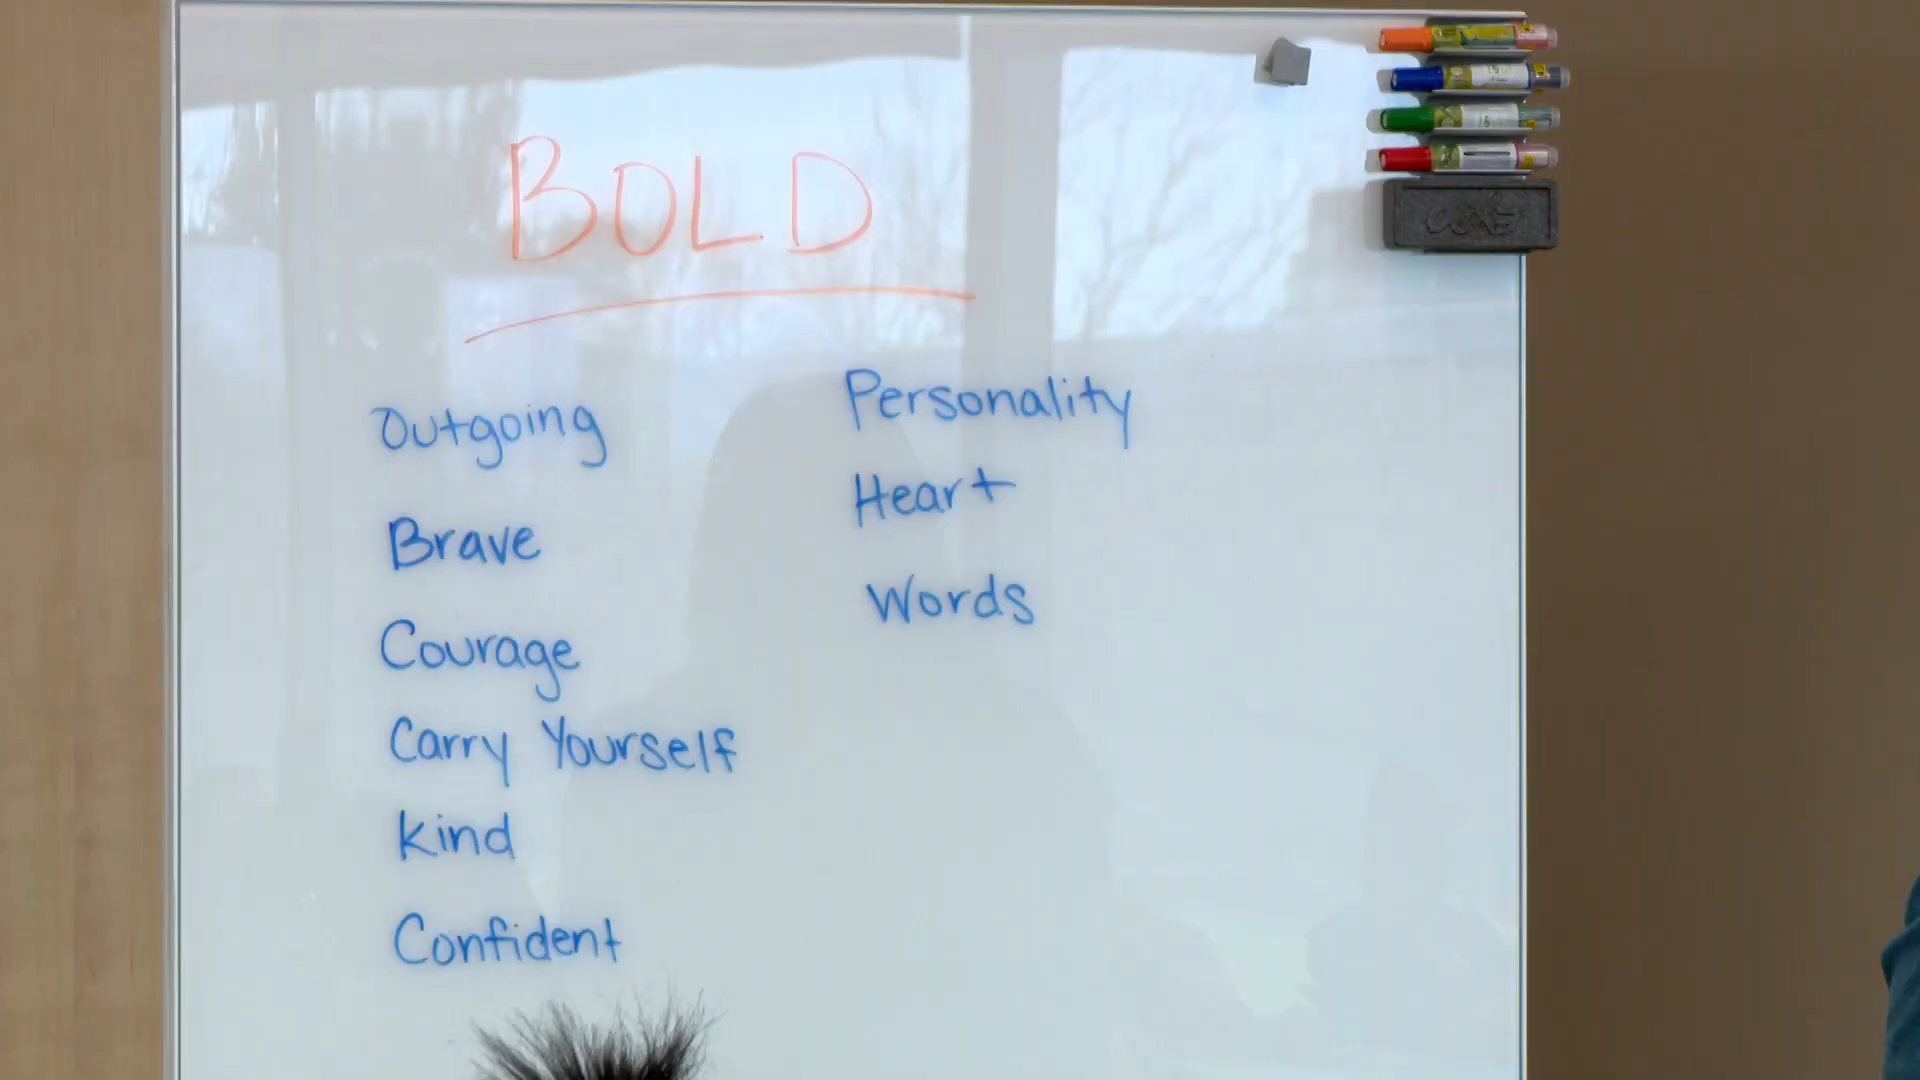 BOLD
Outgoing
Brave
Courage
Carry Yourself
Kind
Confident
Personality
Heart
Words